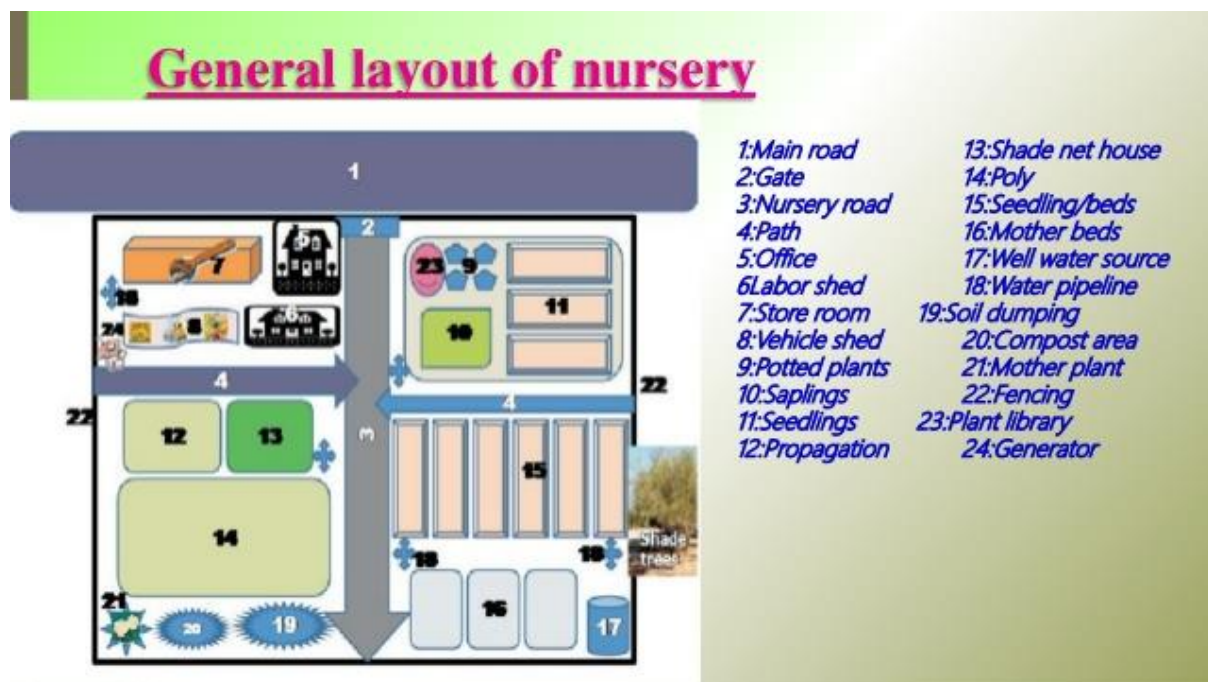 General layout of nursery
1
2
5
7
23
9
18
11
24
8
6
10
4
22
22
4
12
13
3
15
14
Shade
trees
18
18
21
20
19
16
17
1:Main road 13:Shade net house
2:Gate 14:Poly
3:Nursery road 15:Seedling/beds
4:Path 16:Mother beds
5:Office 17:Well water source
6Labor shed 18:Water pipeline
7:Store room 19:Soil dumping
8:Vehicle shed 20:Compost area
9:Potted plants 21:Mother plant
10:Saplings 22:Fencing
11:Seedlings 23:Plant library
12:Propagation 24:Generator